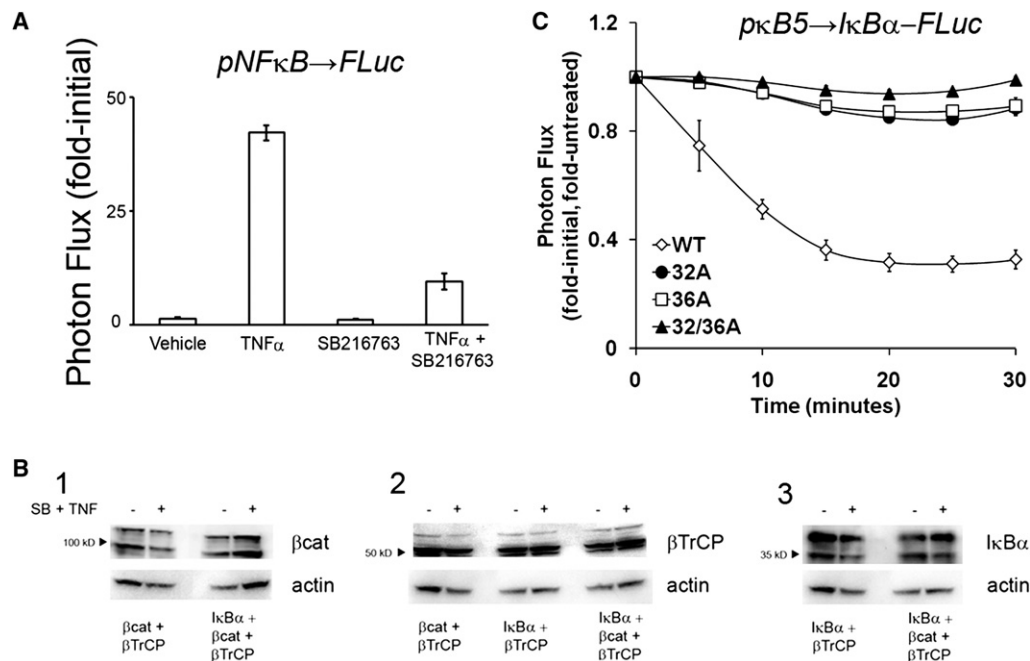 A
pNFκB→FLuc
Photon Flux (fold-initial)
50
25
0
Vehicle
TNFα
SB216763
TNFα +
SB216763
C
pκB5→IκBα–FLuc
Photon Flux
(fold-initial, fold-untreated)
1.2
0.8
0.4
0
WT
32A
36A
32/36A
0 10 20 30
Time (minutes)
B
1
SB + TNF - + - +
100 kD
βcat
actin
βcat +
βTrCP
IκBα +
βcat +
βTrCP
2
- + - + - +
50 kD
βTrCP
actin
βcat +
βTrCP
IκBα +
βTrCP
IκBα +
βcat +
βTrCP
3
- + - +
35 kD
IκBα
actin
IκBα +
βTrCP
IκBα +
βcat +
βTrCP